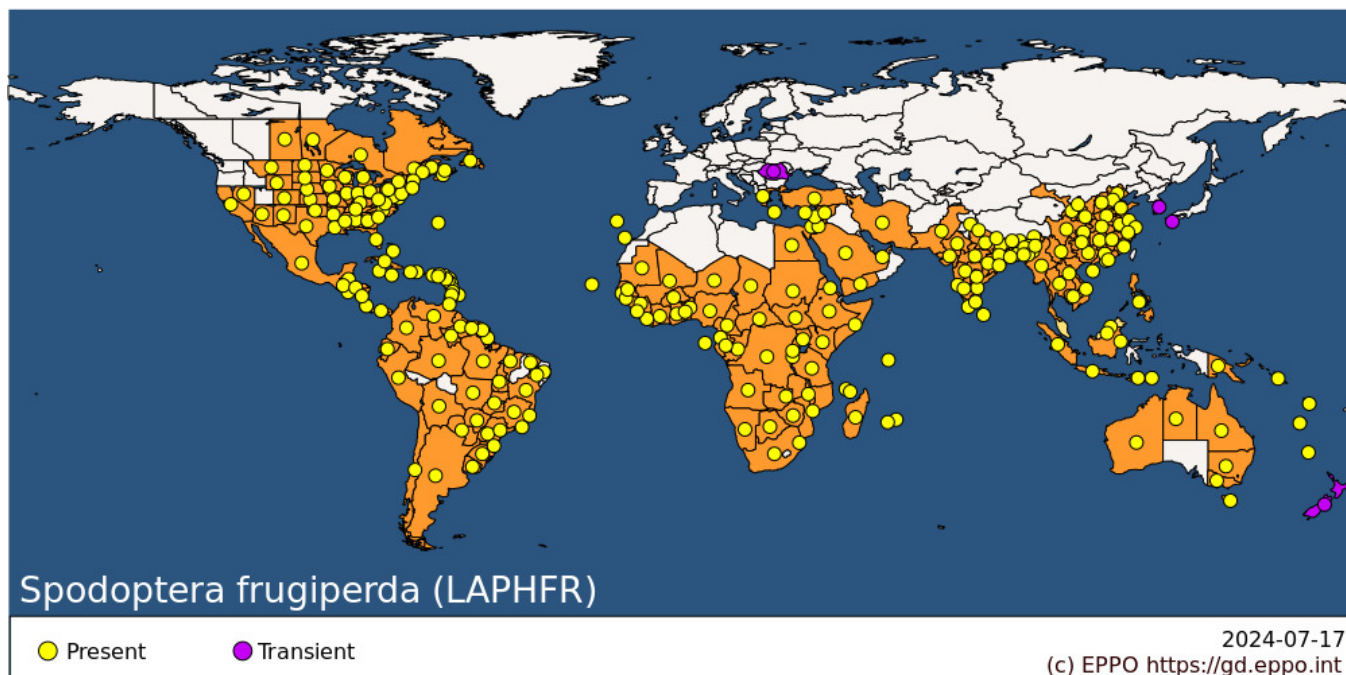 Spodoptera frugiperda (LAPHFR)
Present
Transient
2024-07-17
(c) EPPO https://gd.eppo.int